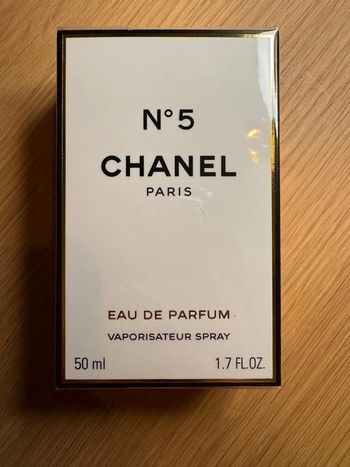 N°5
CHANEL
PARIS
EAU DE PARFUM
VAPORISATEUR SPRAY
50 ml 1.7 FL.OZ.